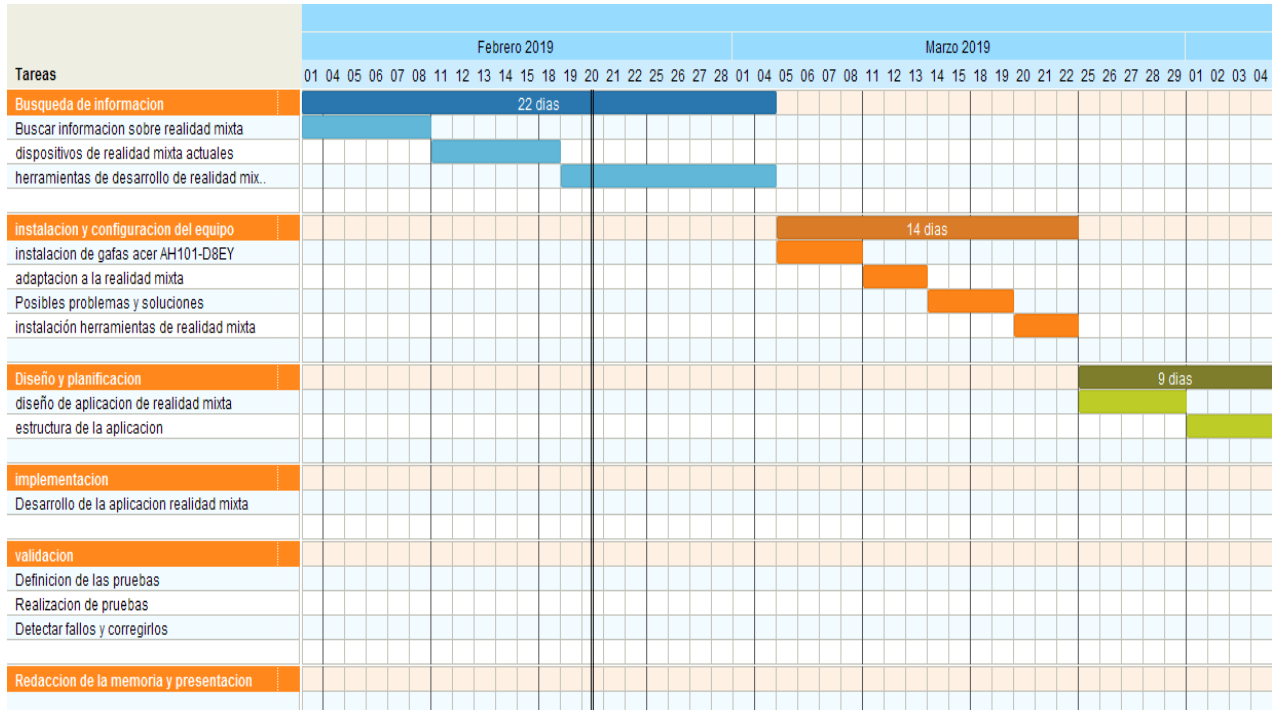 Febrero 2019 Marzo 2019
Tareas 01 04 05 06 07 08 11 12 13 14 15 18 19 20 21 22 25 26 27 28 01 04 05 06 07 08 11 12 13 14 15 18 19 20 21 22 25 26 27 28 29 01 02 03 04
Busqueda de informacion 22 dias
Buscar informacion sobre realidad mixta
dispositivos de realidad mixta actuales
herramientas de desarrollo de realidad mix..
instalacion y configuracion del equipo 14 dias
instalacion de gafas acer AH101-D8EY
adaptacion a la realidad mixta
Posibles problemas y soluciones
instalación herramientas de realidad mixta
Diseño y planificacion 9 dias
diseño de aplicacion de realidad mixta
estructura de la aplicacion
implementacion
Desarrollo de la aplicacion realidad mixta
validacion
Definicion de las pruebas
Realizacion de pruebas
Detectar fallos y corregirlos
Redaccion de la memoria y presentacion